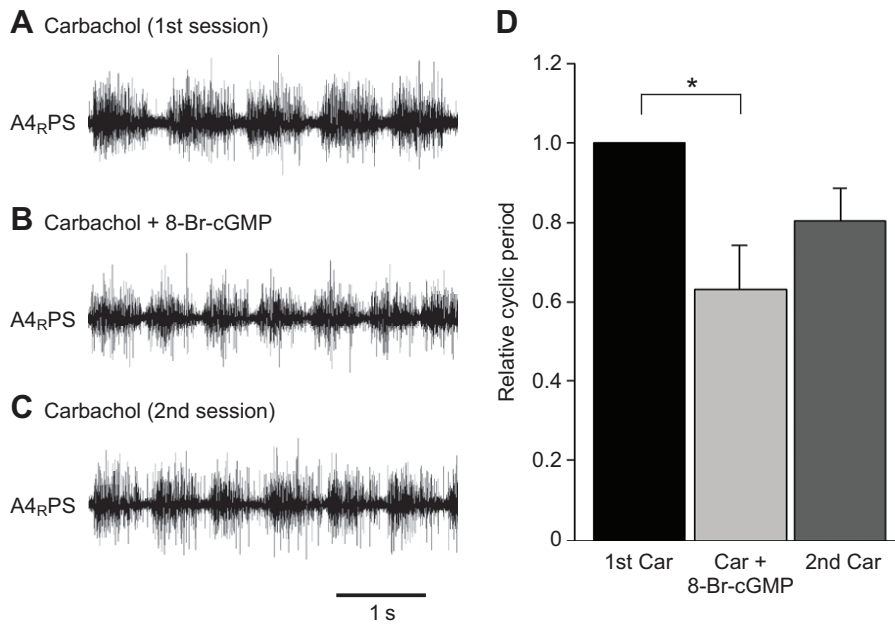 A Carbachol (1st session)
A4RPS
B Carbachol + 8-Br-cGMP
A4RPS
C Carbachol (2nd session)
A4RPS
1 s
D
1.2
1.0
0.8
0.6
0.4
0.2
0
Relative cyclic period
*
1st Car
Car +
8-Br-cGMP
2nd Car